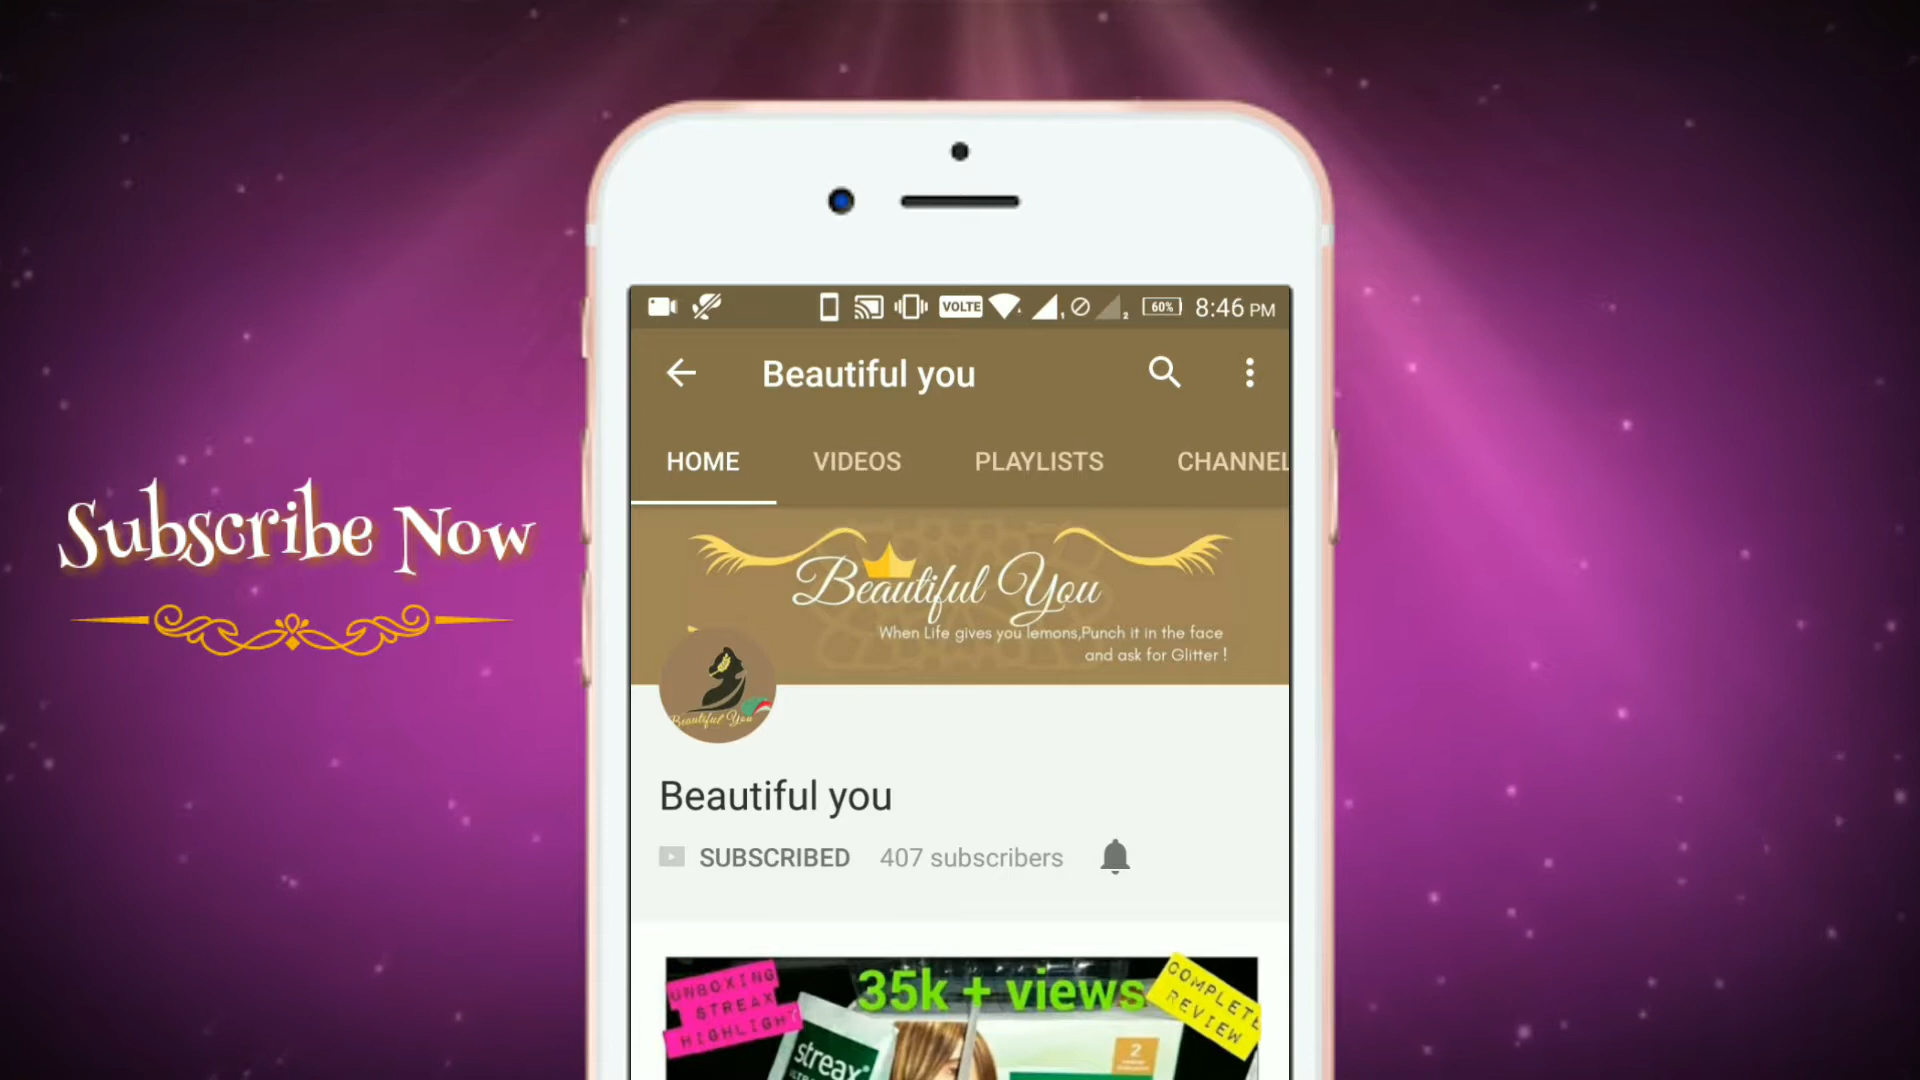 VOLTE 1 2 60% 8:46 PM
Beautiful you
HOME VIDEOS PLAYLISTS CHANNEL
Beautiful You
When Life gives you lemons,Punch it in the face
and ask for Glitter !
Beautiful You
Subscribe Now
Beautiful you
SUBSCRIBED 407 subscribers
35k + views
UNBOXING
STREAX
HIGHLIGHT
COMPLETE
REVIEW
streax
2